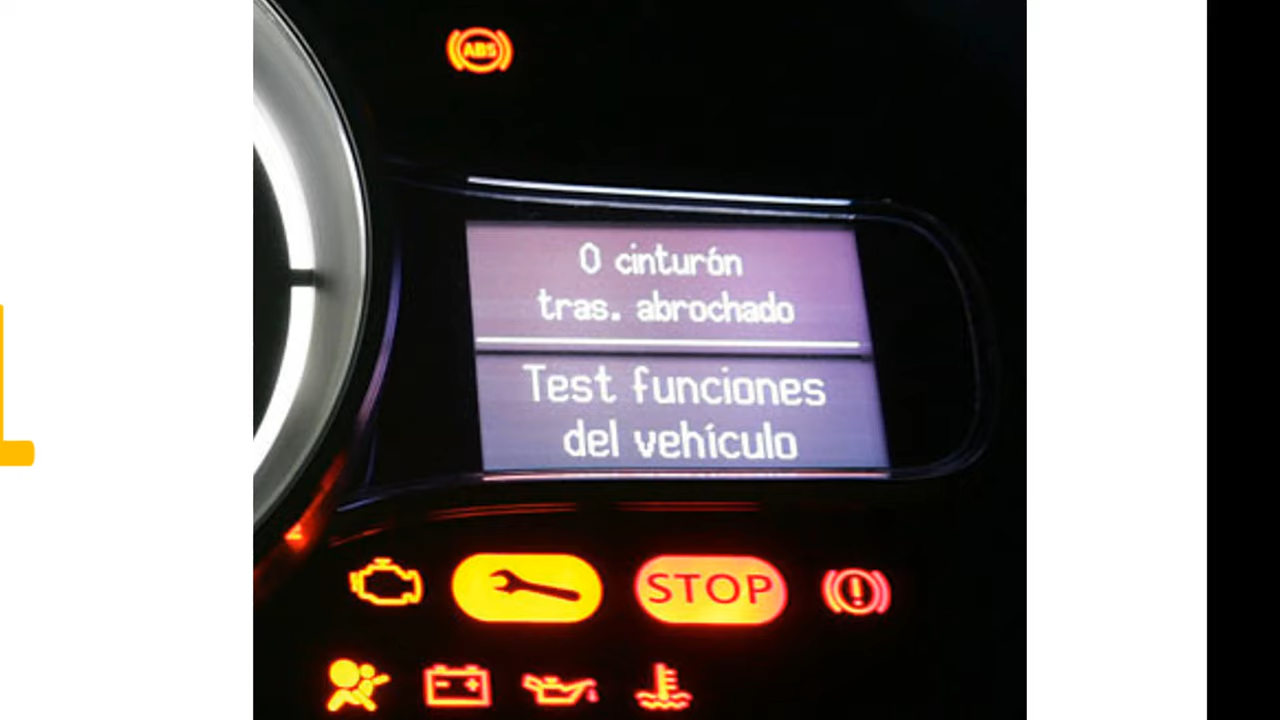 ABS
0 cinturón
tras. abrochado
Test funciones
del vehículo
STOP